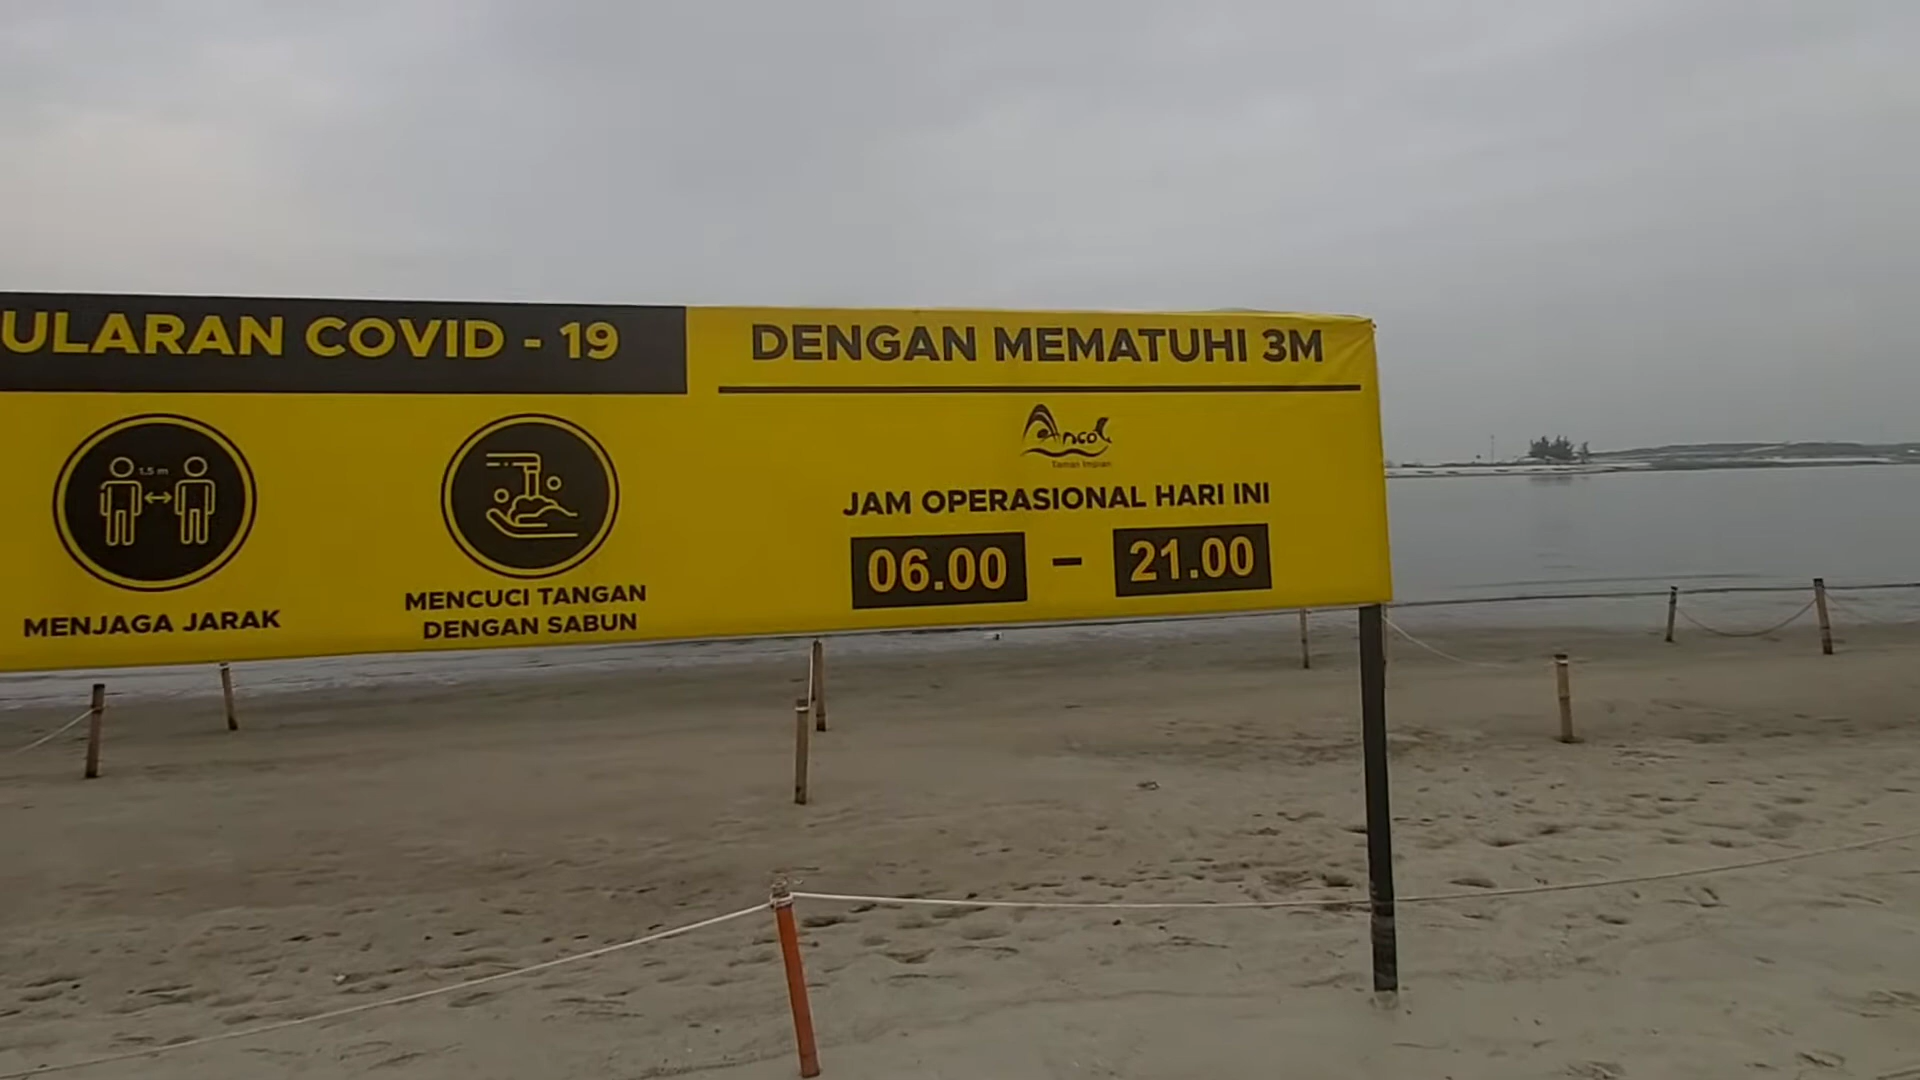 ULARAN COVID - 19
DENGAN MEMATUHI 3M
1.5 m
MENJAGA JARAK
MENCUCI TANGAN
DENGAN SABUN
Ancol
Taman Impian
JAM OPERASIONAL HARI INI
06.00 - 21.00